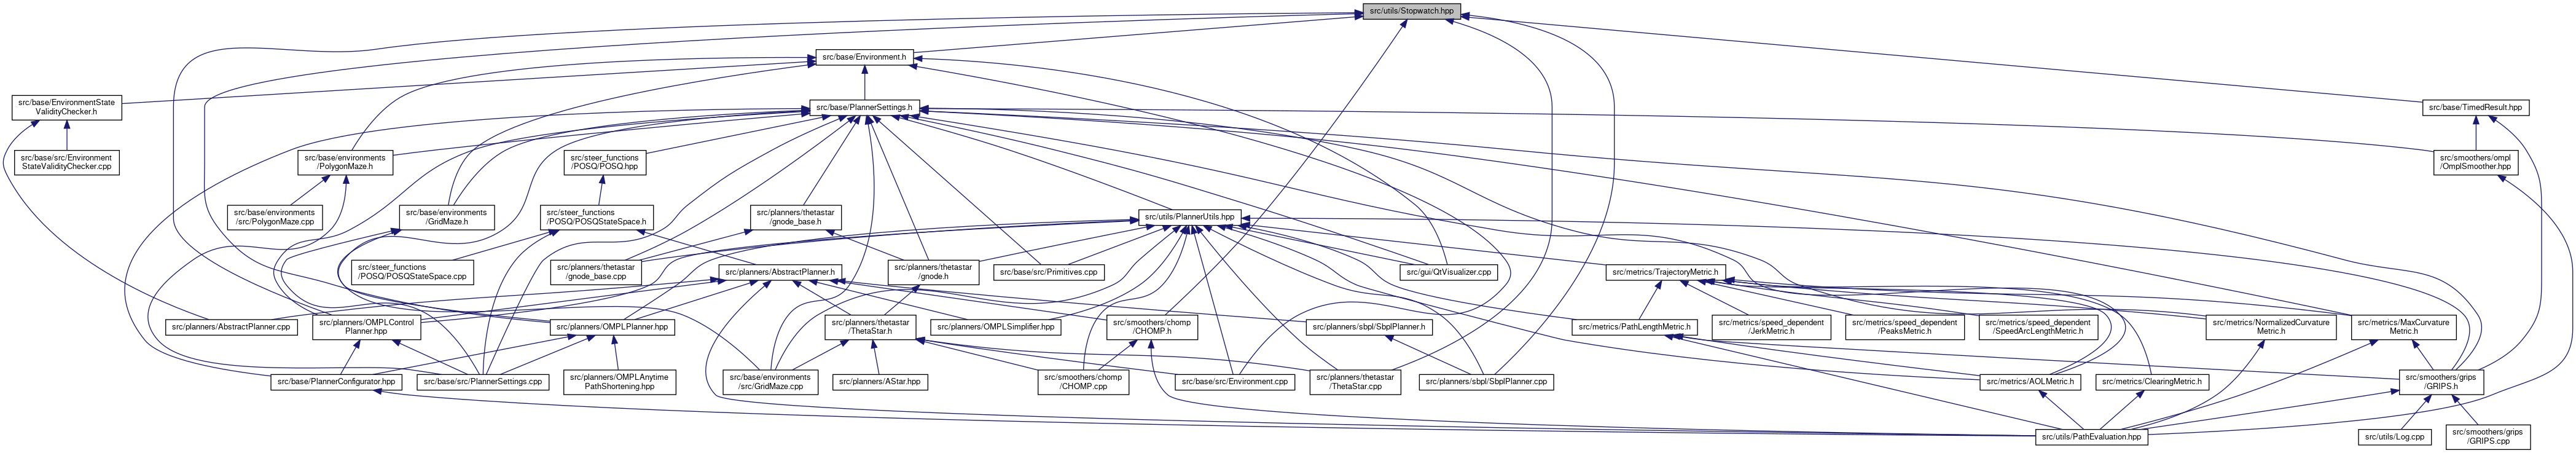 src/utils/Stopwatch.hpp
src/base/Environment.h
src/base/EnvironmentState
ValidityChecker.h
src/base/PlannerSettings.h
src/base/TimedResult.hpp
src/base/src/Environment
StateValidityChecker.cpp
src/base/environments
/PolygonMaze.h
src/steer_functions
/POSQ/POSQ.hpp
src/smoothers/ompl
/OmplSmoother.hpp
src/base/environments
/src/PolygonMaze.cpp
src/base/environments
/GridMaze.h
src/steer_functions
/POSQ/POSQStateSpace.h
src/planners/thetastar
/gnode_base.h
src/utils/PlannerUtils.hpp
src/steer_functions
/POSQ/POSQStateSpace.cpp
src/planners/thetastar
/gnode_base.cpp
src/planners/AbstractPlanner.h
src/planners/thetastar
/gnode.h
src/base/src/Primitives.cpp
src/gui/QtVisualizer.cpp
src/metrics/TrajectoryMetric.h
src/planners/AbstractPlanner.cpp
src/planners/OMPLControl
Planner.hpp
src/planners/OMPLPlanner.hpp
src/planners/thetastar
/ThetaStar.h
src/planners/OMPLSimplifier.hpp
src/smoothers/chomp
/CHOMP.h
src/planners/sbpl/SbplPlanner.h
src/metrics/PathLengthMetric.h
src/metrics/speed_dependent
/JerkMetric.h
src/metrics/speed_dependent
/PeaksMetric.h
src/metrics/speed_dependent
/SpeedArcLengthMetric.h
src/metrics/NormalizedCurvature
Metric.h
src/metrics/MaxCurvature
Metric.h
src/base/PlannerConfigurator.hpp
src/base/src/PlannerSettings.cpp
src/planners/OMPLAnytime
PathShortening.hpp
src/base/environments
/src/GridMaze.cpp
src/planners/AStar.hpp
src/smoothers/chomp
/CHOMP.cpp
src/base/src/Environment.cpp
src/planners/thetastar
/ThetaStar.cpp
src/planners/sbpl/SbplPlanner.cpp
src/metrics/AOLMetric.h
src/metrics/ClearingMetric.h
src/smoothers/grips
/GRIPS.h
src/utils/PathEvaluation.hpp
src/utils/Log.cpp
src/smoothers/grips
/GRIPS.cpp